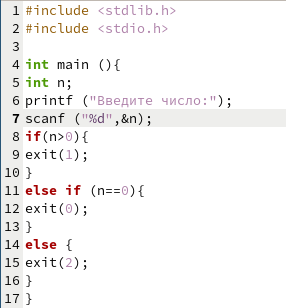 1 #include <stdlib.h>
2 #include <stdio.h>
3
4 int main (){
5 int n;
6 printf ("Введите число:");
7 scanf ("%d",&n);
8 if(n>0){
9 exit(1);
10 }
11 else if (n==0){
12 exit(0);
13 }
14 else {
15 exit(2);
16 }
17 }